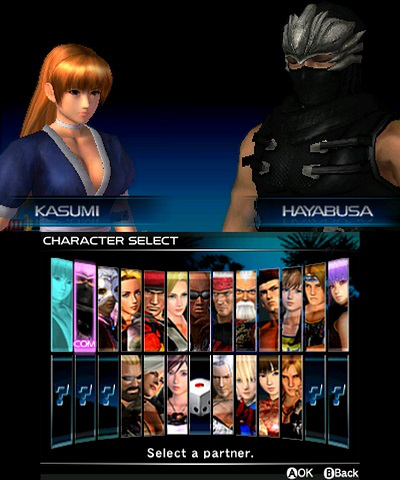 KASUMI
HAYABUSA
CHARACTER SELECT
COM
? ? ? ? ?
Select a partner.
AOK BBack